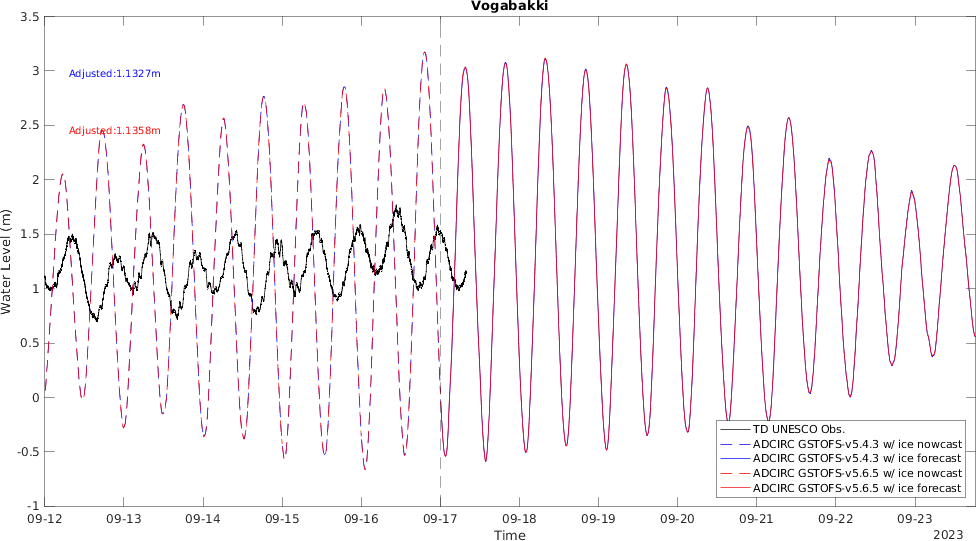 Vogabakki
3.5
3
2.5
2
1.5
1
0.5
0
-0.5
-1
Water Level (m)
Adjusted:1.1327m
Adjusted:1.1358m
TD UNESCO Obs.
ADCIRC GSTOFS-v5.4.3 w/ ice nowcast
ADCIRC GSTOFS-v5.4.3 w/ ice forecast
ADCIRC GSTOFS-v5.6.5 w/ ice nowcast
ADCIRC GSTOFS-v5.6.5 w/ ice forecast
09-12 09-13 09-14 09-15 09-16 09-17 09-18 09-19 09-20 09-21 09-22 09-23
Time
2023